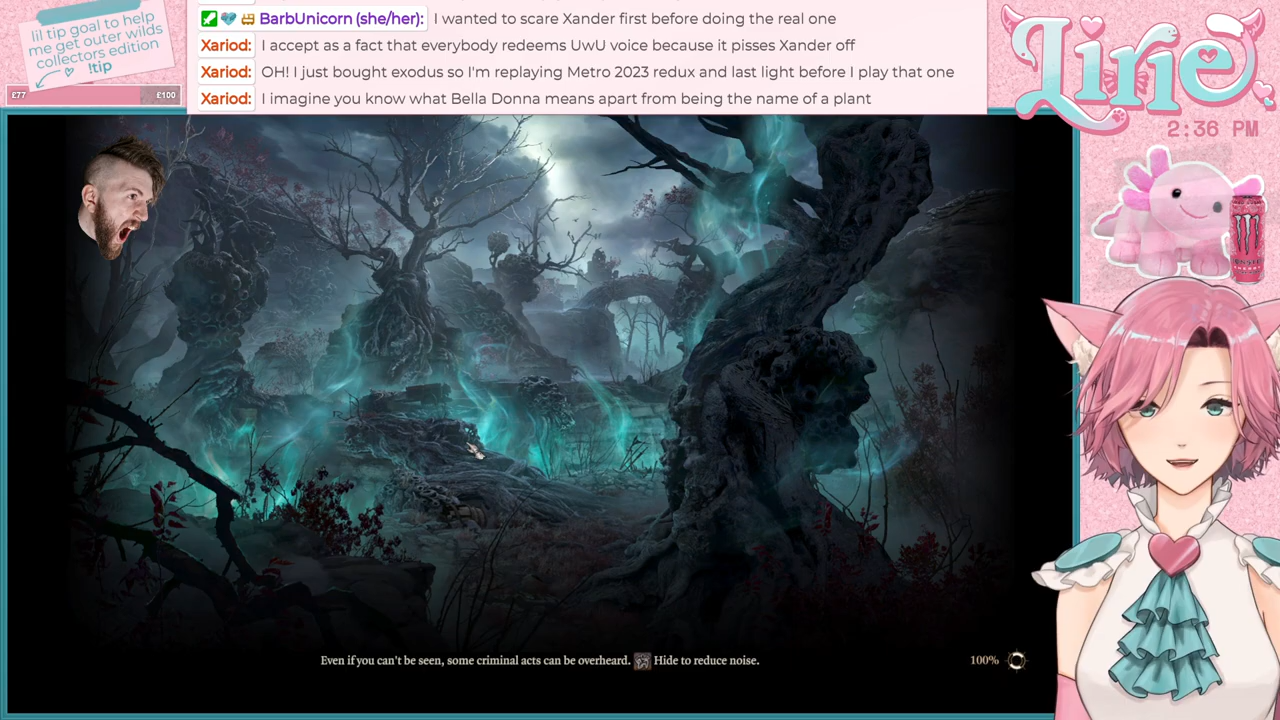 lil tip goal to help
me get outer wilds
collectors edition
!tip
£77
£100
BarbUnicorn (she/her): I wanted to scare Xander first before doing the real one
Xariod: I accept as a fact that everybody redeems UwU voice because it pisses Xander off
Xariod: OH! I just bought exodus so I'm replaying Metro 2023 redux and last light before I play that one
Xariod: I imagine you know what Bella Donna means apart from being the name of a plant
Lirie
2:36 PM
Even if you can't be seen, some criminal acts can be overheard. Hide to reduce noise.
100%